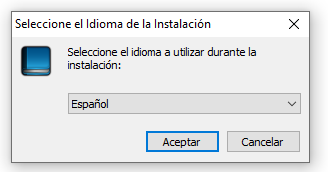 Seleccione el Idioma de la Instalación
Seleccione el idioma a utilizar durante la
instalación:
Español
Aceptar
Cancelar